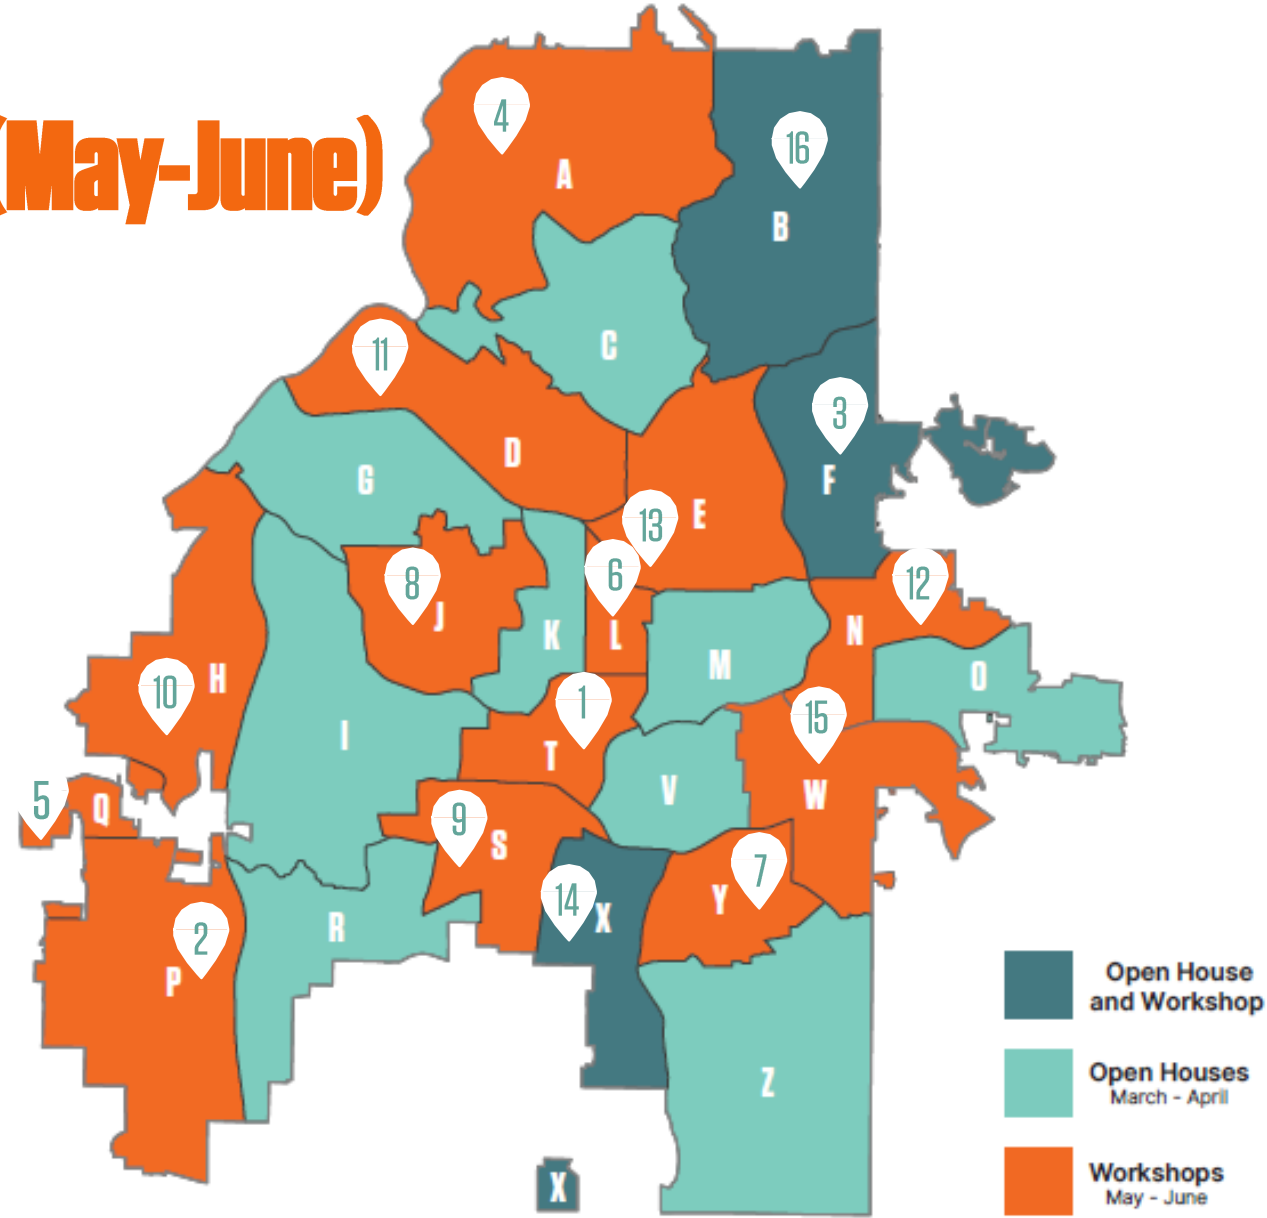 (May-June)
4
A
16
B
11
C
3
D
G
F
13
E
6
8
12
J
K
L
N
M
10
H
O
1
15
I
T
V
W
5
Q
9
S
7
14
X
Y
R
2
P
Z
X
Open House
and Workshop
Open Houses
March - April
Workshops
May - June